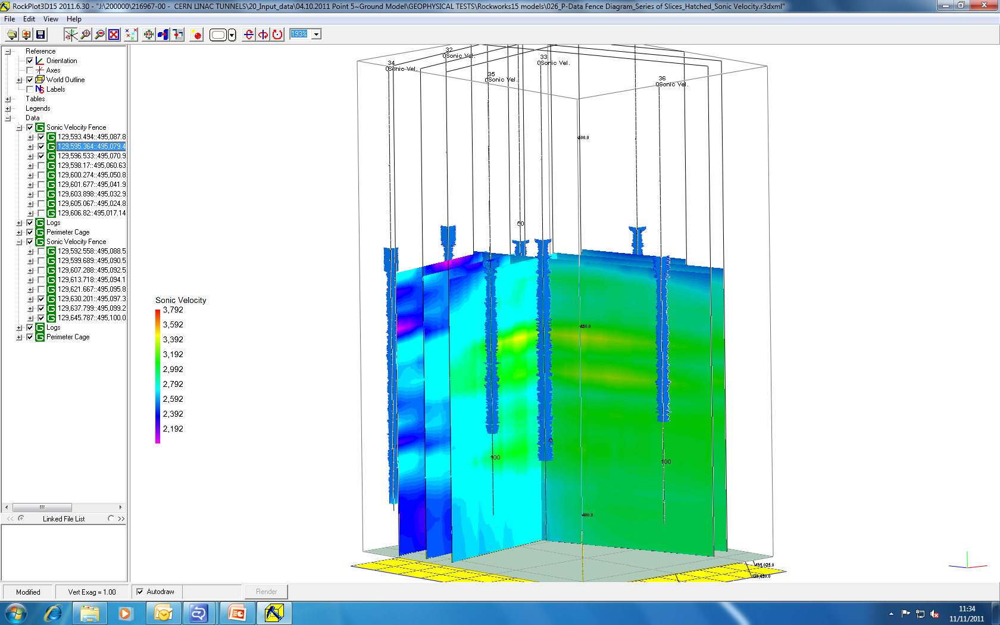 RockPlot3D15 2011.6.30 - "J:\200000\216967-00 - CERN LINAC TUNNELS\20_Input_data\04.10.2011 Point 5~Ground Model\GEOPHYSICAL TESTS\Rockworks15 models\026_P-Data Fence Diagram_Series of Slices_Hatched_Sonic Velocity.r3dxml"
File Edit View Help
193%
Reference
Orientation
Axes
World Outline
Labels
Tables
Legends
Data
Sonic Velocity Fence
129,593.494::495,087.8
129,595.364::495,079.4
129,596.533::495,070.9
129,598.17::495,060.63
129,600.274::495,050.8
129,601.677::495,041.9
129,603.898::495,032.9
129,605.067::495,024.8
129,606.82::495,017.14
Logs
Perimeter Cage
Sonic Velocity Fence
129,592.558::495,088.5
129,599.689::495,090.5
129,607.288::495,092.5
129,613.718::495,094.1
129,621.667::495,095.8
129,630.201::495,097.3
129,637.799::495,099.2
129,645.787::495,100.0
Logs
Perimeter Cage
<< Linked File List >>
32
0Sonic Vel.
33
0Sonic Vel.
34
0Sonic Vel.
35
0Sonic Vel.
36
0Sonic Vel.
500.0
50
450.0
0
100
100
400.0
495,025.0
129,650.0
Sonic Velocity
3,792
3,592
3,392
3,192
2,992
2,792
2,592
2,392
2,192
Modified
Vert Exag = 1.00
Autodraw
Render
11:34
11/11/2011